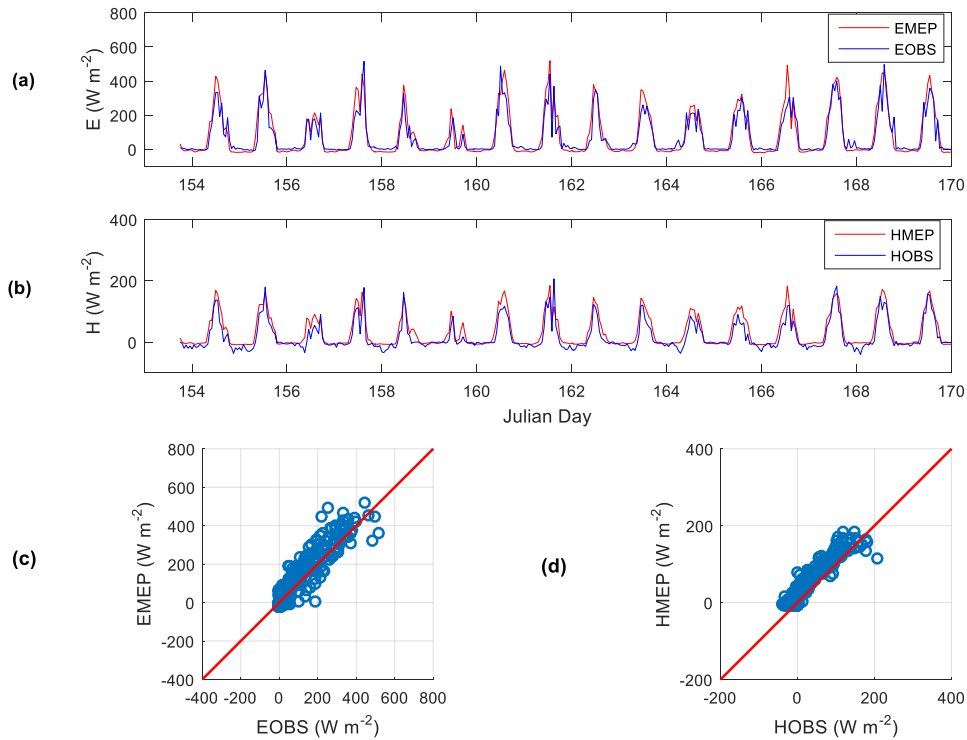 (a)
E (W m-2)
800
600
400
200
0
EMEP
EOBS
154 156 158 160 162 164 166 168 170
(b)
H (W m-2)
400
200
0
HMEP
HOBS
154 156 158 160 162 164 166 168 170
Julian Day
(c)
EMEP (W m-2)
800
600
400
200
0
-200
-400
-400 -200 0 200 400 600 800
EOBS (W m-2)
(d)
HMEP (W m-2)
400
200
0
-200
-200 0 200 400
HOBS (W m-2)